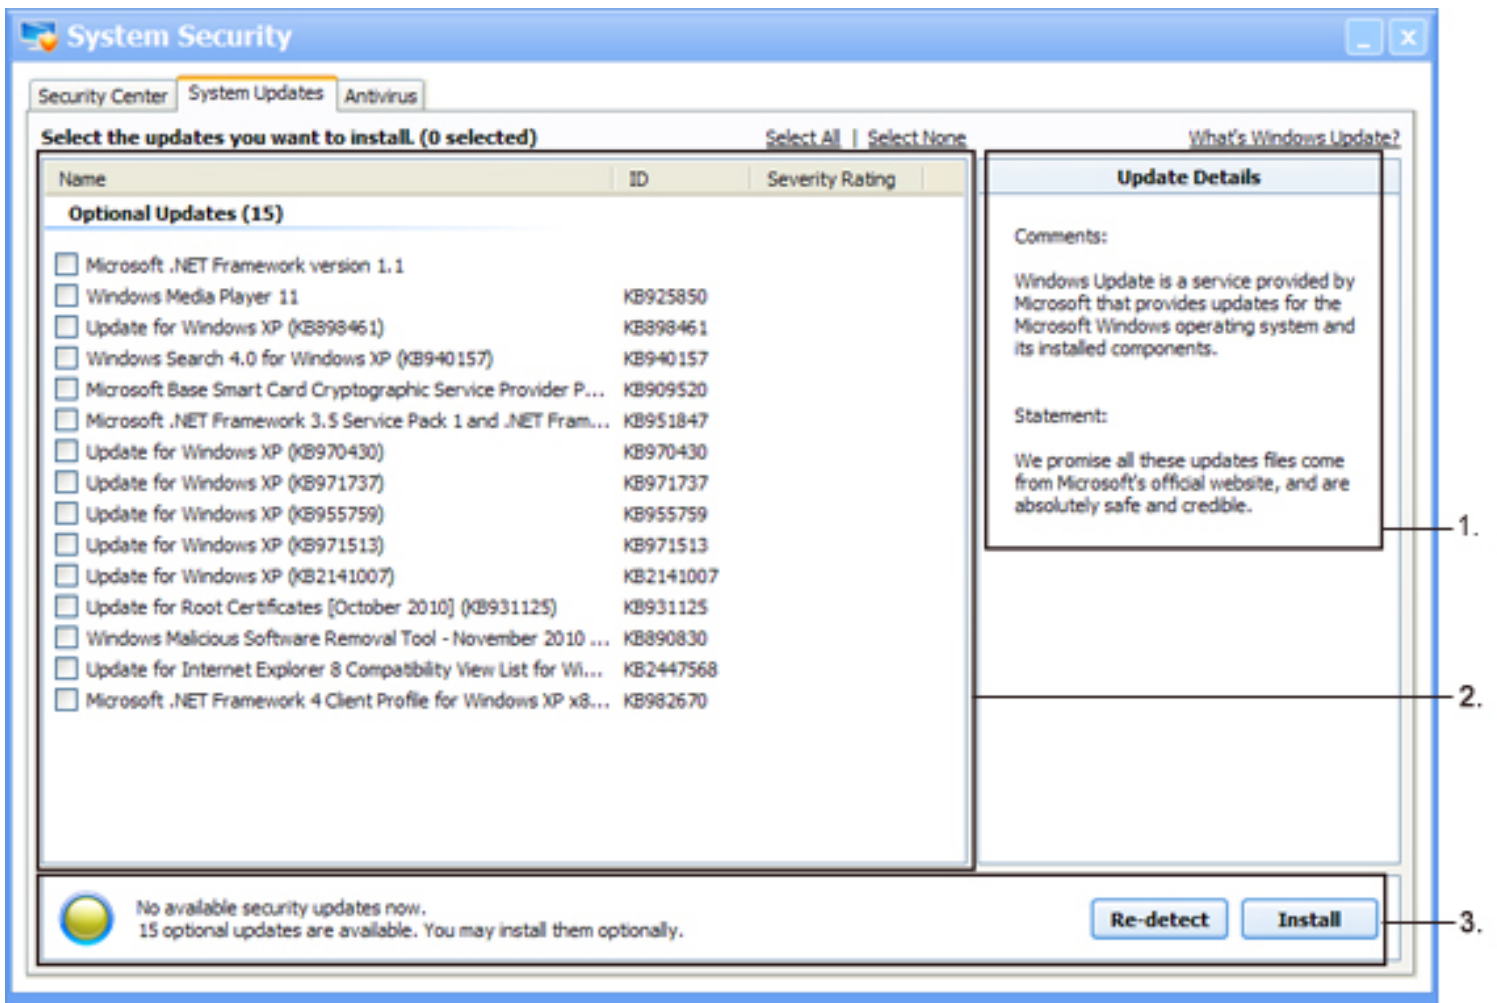 System Security
Security Center System Updates Antivirus
Select the updates you want to install. (0 selected) Select All | Select None What's Windows Update?
Name ID Severity Rating
Optional Updates (15)
Microsoft .NET Framework version 1.1
Windows Media Player 11 KB925850
Update for Windows XP (KB898461) KB898461
Windows Search 4.0 for Windows XP (KB940157) KB940157
Microsoft Base Smart Card Cryptographic Service Provider P... KB909520
Microsoft .NET Framework 3.5 Service Pack 1 and .NET Fram... KB951847
Update for Windows XP (KB970430) KB970430
Update for Windows XP (KB971737) KB971737
Update for Windows XP (KB955759) KB955759
Update for Windows XP (KB971513) KB971513
Update for Windows XP (KB2141007) KB2141007
Update for Root Certificates [October 2010] (KB931125) KB931125
Windows Malicious Software Removal Tool - November 2010 ... KB890830
Update for Internet Explorer 8 Compatibility View List for Wi... KB2447568
Microsoft .NET Framework 4 Client Profile for Windows XP x8... KB982670
Update Details
Comments:
Windows Update is a service provided by
Microsoft that provides updates for the
Microsoft Windows operating system and
its installed components.
Statement:
We promise all these updates files come
from Microsoft's official website, and are
absolutely safe and credible.
1.
2.
No available security updates now.
15 optional updates are available. You may install them optionally.
Re-detect Install
3.